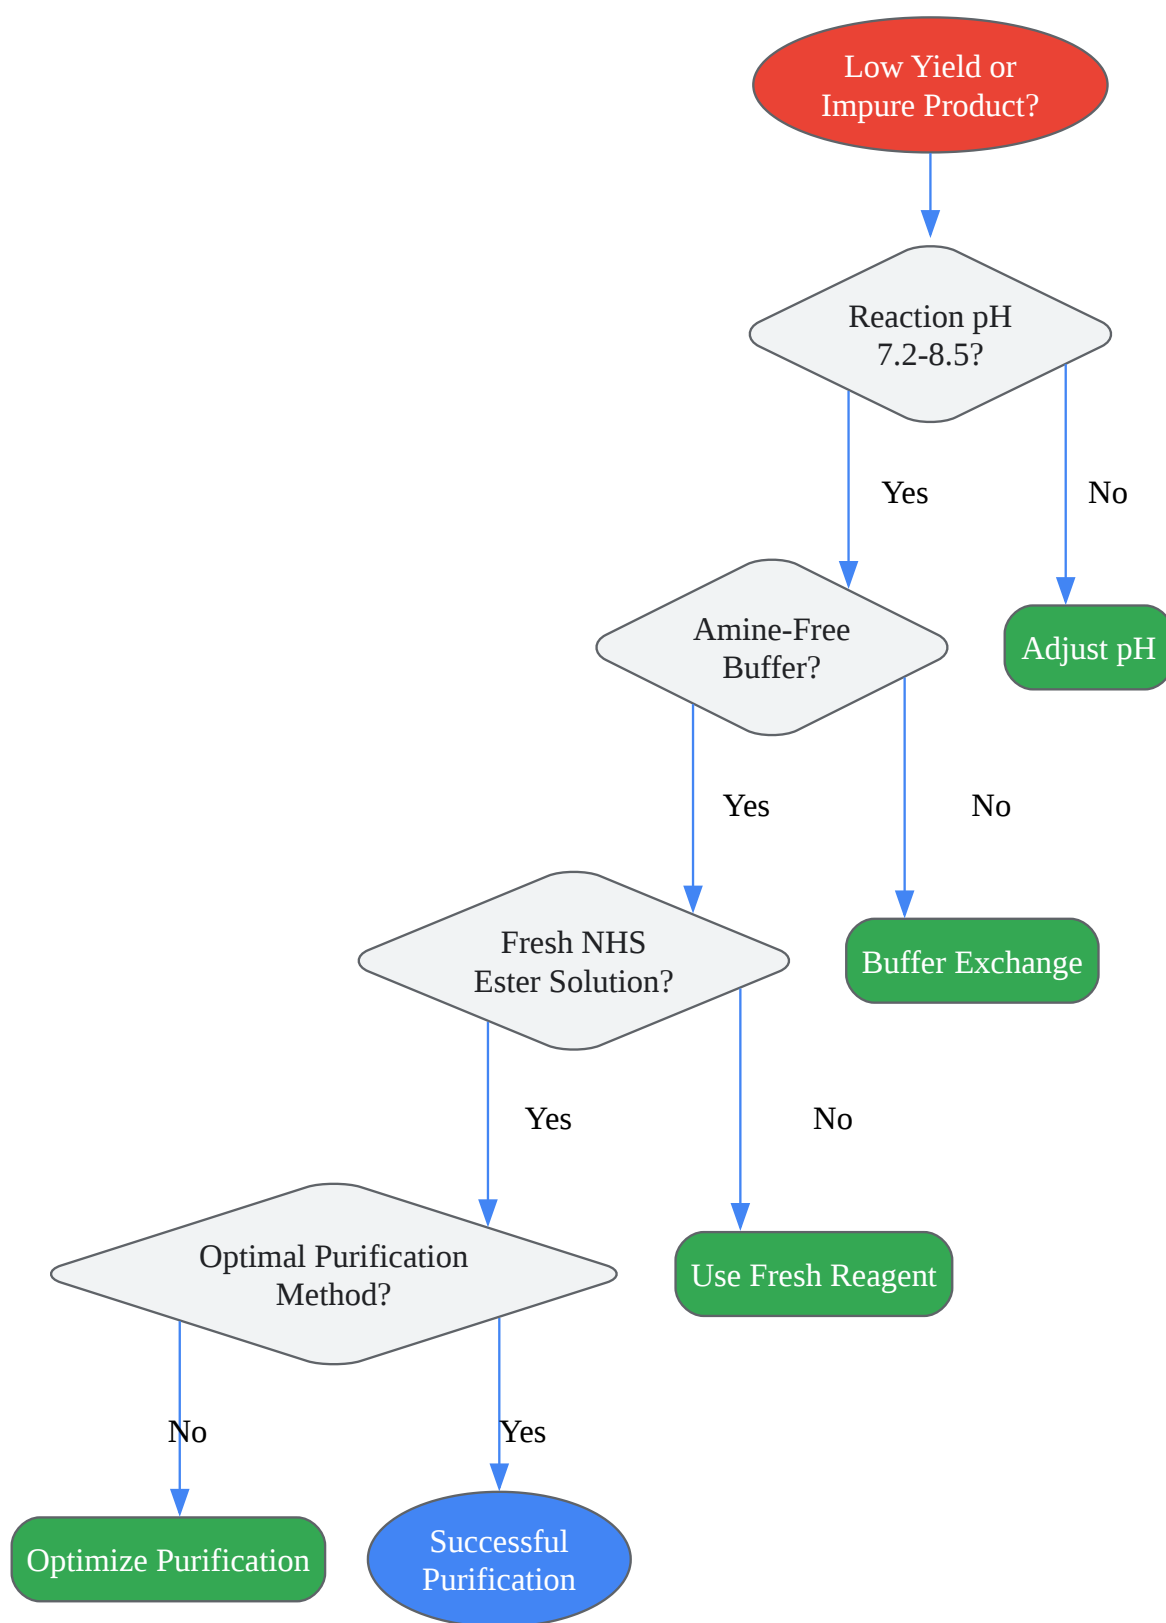 Low Yield or
Impure Product?
Reaction pH
7.2-8.5?
Yes
No
Amine-Free
Buffer?
Adjust pH
Yes
No
Fresh NHS
Ester Solution?
Buffer Exchange
Yes
No
Optimal Purification
Method?
Use Fresh Reagent
No
Yes
Optimize Purification
Successful
Purification